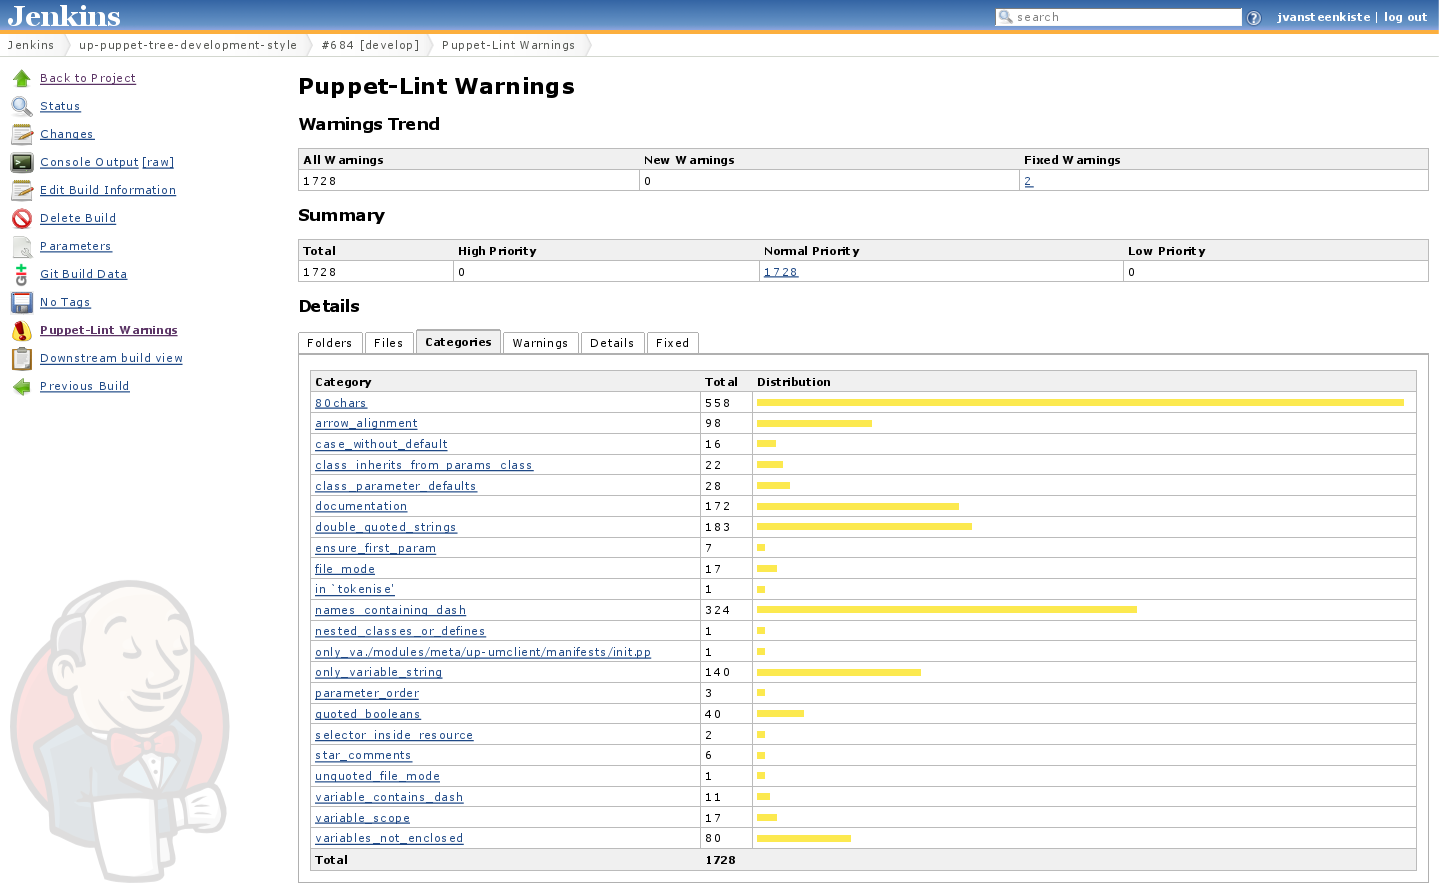 Jenkins
search
?
jvansteenkiste | log out
Jenkins
up-puppet-tree-development-style
#684 [develop]
Puppet-Lint Warnings
Back to Project
Status
Changes
Console Output [raw]
Edit Build Information
Delete Build
Parameters
Git Build Data
No Tags
Puppet-Lint Warnings
Downstream build view
Previous Build
Puppet-Lint Warnings
Warnings Trend
All Warnings New Warnings Fixed Warnings
1728 0 2
Summary
Total High Priority Normal Priority Low Priority
1728 0 1728 0
Details
Folders Files Categories Warnings Details Fixed
Category Total Distribution
80chars 558
arrow_alignment 98
case_without_default 16
class_inherits_from_params_class 22
class_parameter_defaults 28
documentation 172
double_quoted_strings 183
ensure_first_param 7
file_mode 17
in `tokenise' 1
names_containing_dash 324
nested_classes_or_defines 1
only_va./modules/meta/up-umclient/manifests/init.pp 1
only_variable_string 140
parameter_order 3
quoted_booleans 40
selector_inside_resource 2
star_comments 6
unquoted_file_mode 1
variable_contains_dash 11
variable_scope 17
variables_not_enclosed 80
Total 1728